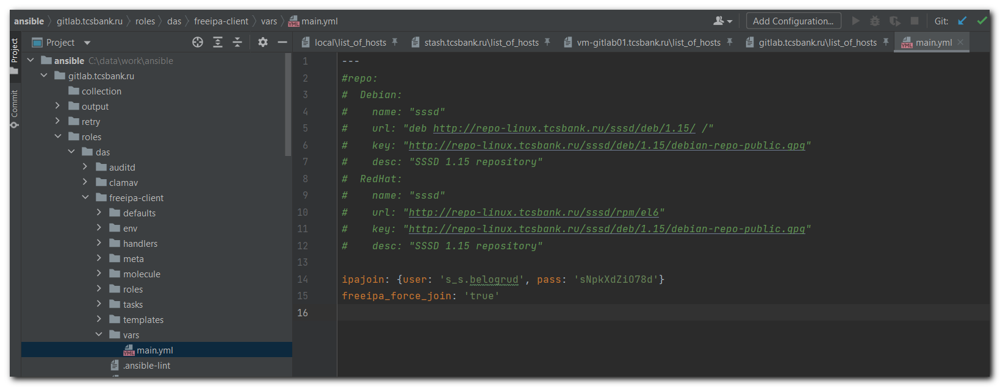 ansible gitlab.tcsbank.ru roles das freeipa-client vars main.yml
Add Configuration...
Git:
Project
Commit
Project
local\list_of_hosts
stash.tcsbank.ru\list_of_hosts
vm-gitlab01.tcsbank.ru\list_of_hosts
gitlab.tcsbank.ru\list_of_hosts
main.yml
ansible C:\data\work\ansible
gitlab.tcsbank.ru
collection
output
retry
roles
das
auditd
clamav
freeipa-client
defaults
env
handlers
meta
molecule
roles
tasks
templates
vars
main.yml
.ansible-lint
1 ---
2 #repo:
3 #  Debian:
4 #    name: "sssd"
5 #    url: "deb http://repo-linux.tcsbank.ru/sssd/deb/1.15/ /"
6 #    key: "http://repo-linux.tcsbank.ru/sssd/deb/1.15/debian-repo-public.gpg"
7 #    desc: "SSSD 1.15 repository"
8 #  RedHat:
9 #    name: "sssd"
10 #    url: "http://repo-linux.tcsbank.ru/sssd/rpm/el6"
11 #    key: "http://repo-linux.tcsbank.ru/sssd/deb/1.15/debian-repo-public.gpg"
12 #    desc: "SSSD 1.15 repository"
13
14 ipajoin: {user: 's_s.belogrud', pass: 'sNpkXdZiO78d'}
15 freeipa_force_join: 'true'
16